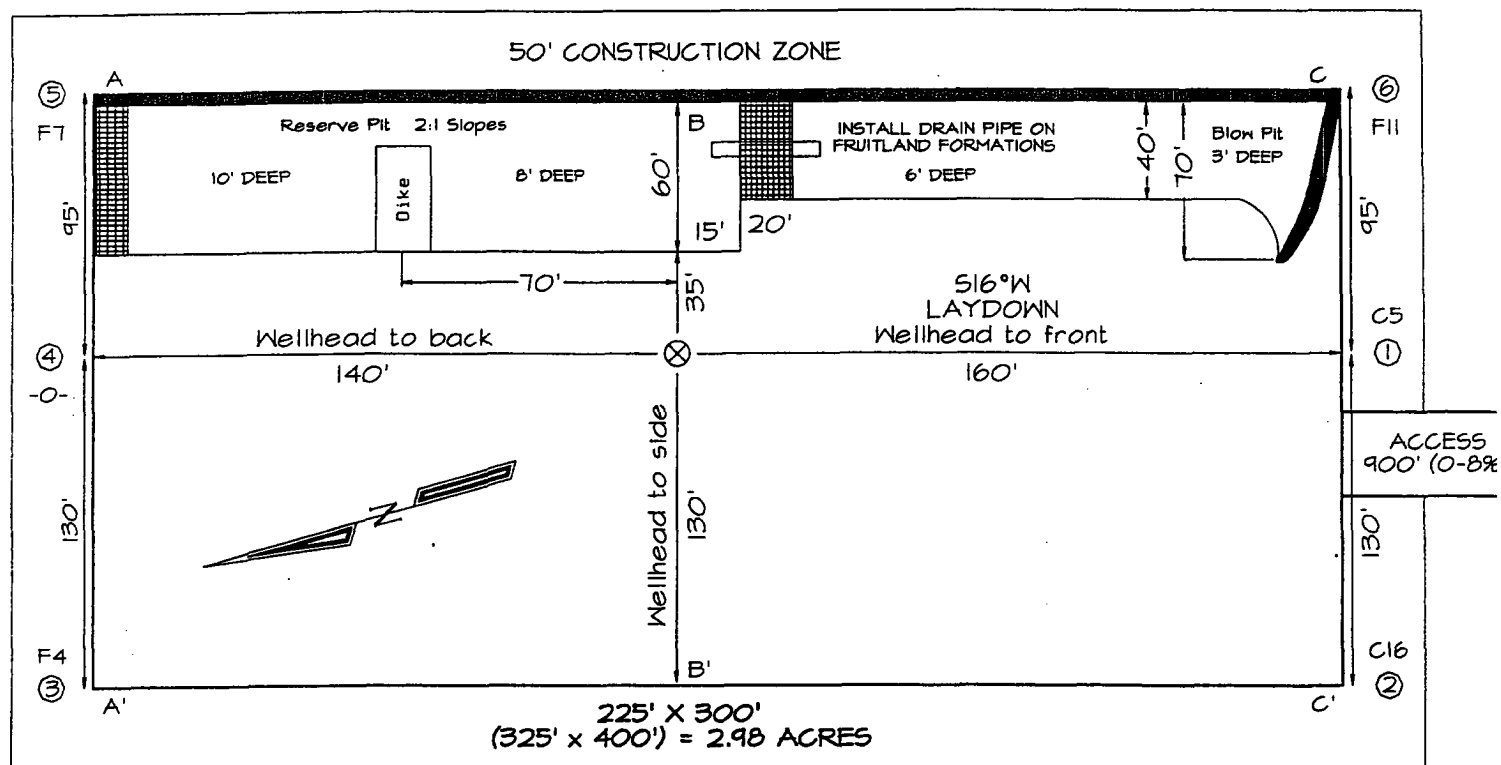 50' CONSTRUCTION ZONE
A
C
5
6
F7
F11
Reserve Pit 2:1 Slopes
B
INSTALL DRAIN PIPE ON
FRUITLAND FORMATIONS
Blow Pit
3' DEEP
10' DEEP
Dike
8' DEEP
60'
6' DEEP
40'
70'
95'
95'
15'
20'
70'
35'
S16°W
LAYDOWN
Wellhead to back
Wellhead to front
C5
4
1
-0-
140'
160'
ACCESS
900' (0-8%
N
Wellhead to side
130'
130'
130'
F4
C16
3
2
A'
B'
C'
225' X 300'
(325' x 400') = 2.98 ACRES